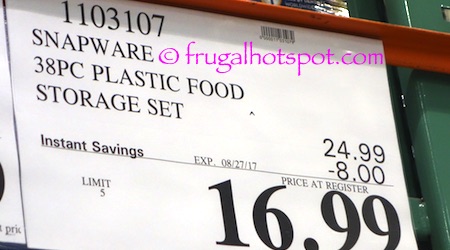 1103107
SNAPWARE
© frugalhotspot.com
38PC PLASTIC FOOD
STORAGE SET
24.99
Instant Savings EXP. 08/27/17 -8.00
LIMIT
5
PRICE AT REGISTER
16.99